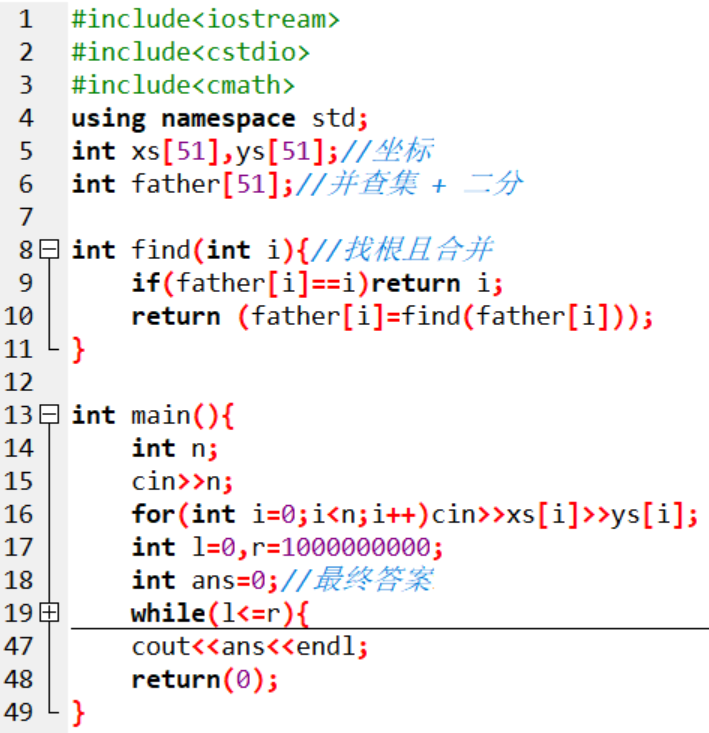 1 #include<iostream>
2 #include<cstdio>
3 #include<cmath>
4 using namespace std;
5 int xs[51],ys[51];//坐标
6 int father[51];//并查集 + 二分
7
8 int find(int i){//找根且合并
9 if(father[i]==i)return i;
10 return (father[i]=find(father[i]));
11 }
12
13 int main(){
14 int n;
15 cin>>n;
16 for(int i=0;i<n;i++)cin>>xs[i]>>ys[i];
17 int l=0,r=1000000000;
18 int ans=0;//最终答案
19 while(l<=r){
47 cout<<ans<<endl;
48 return(0);
49 }